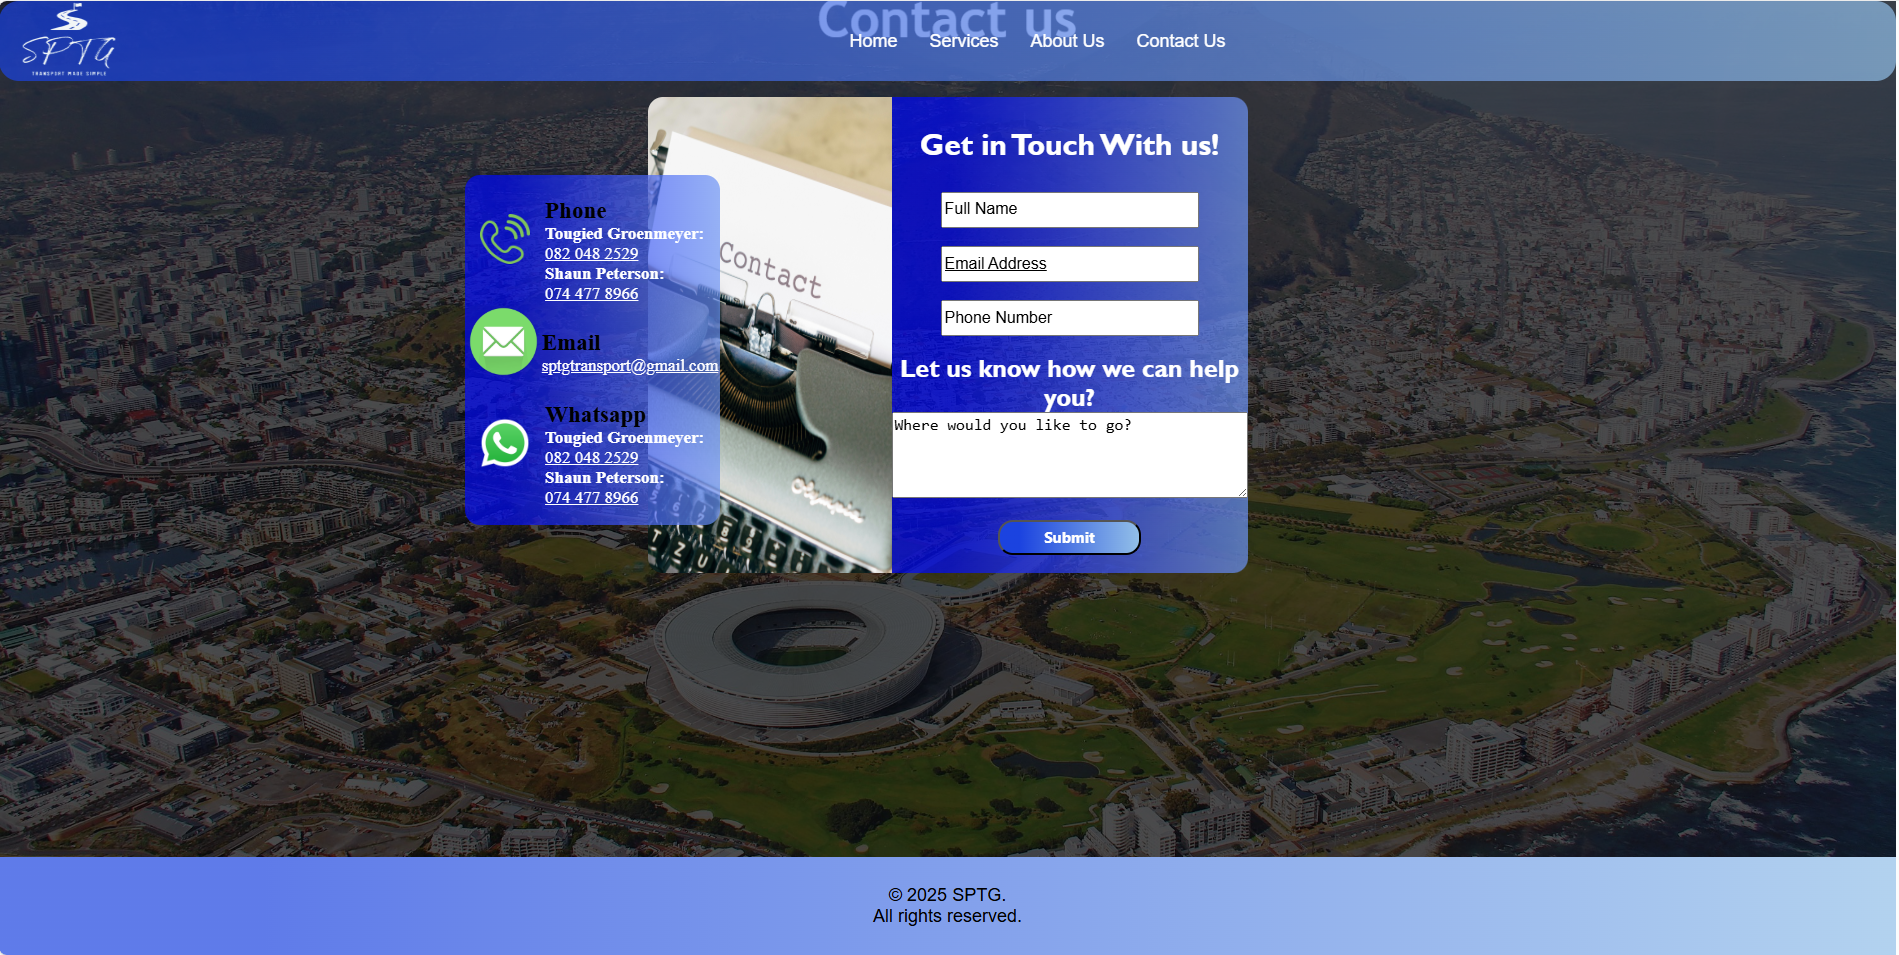 Contact us
SPTG
TRANSPORT MADE SIMPLE
Home
Services
About Us
Contact Us
Phone
Tougied Groenmeyer:
082 048 2529
Shaun Peterson:
074 477 8966
Email
sptgtransport@gmail.com
Whatsapp
Tougied Groenmeyer:
082 048 2529
Shaun Peterson:
074 477 8966
Contact
Olympia
Get in Touch With us!
Full Name
Email Address
Phone Number
Let us know how we can help
you?
Where would you like to go?
Submit
© 2025 SPTG.
All rights reserved.